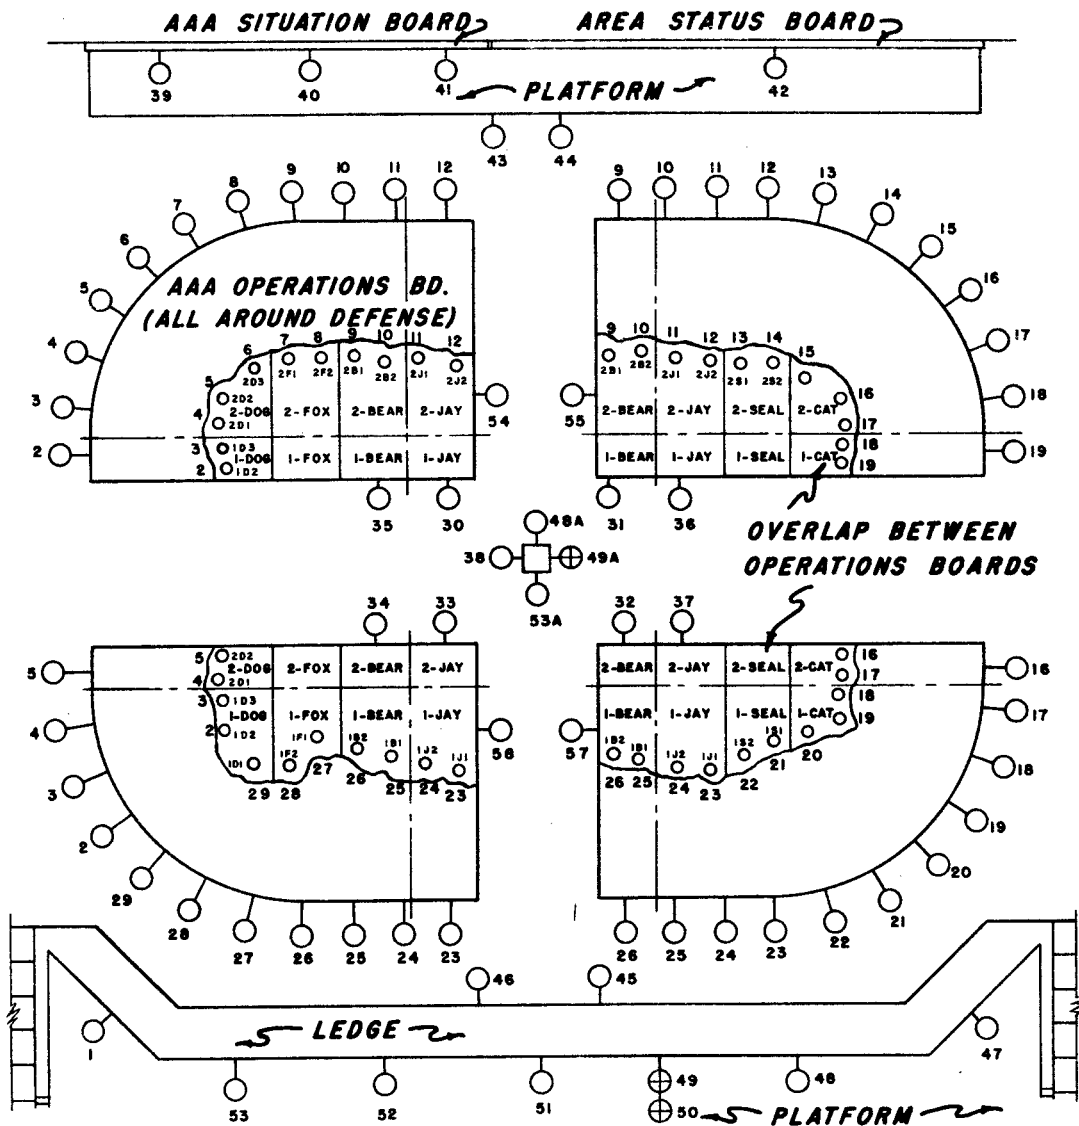 AAA SITUATION BOARD AREA STATUS BOARD
39 40 41 PLATFORM 42
43 44
8 9 10 11 12 9 10 11 12 13
7 14
6 15
5 16
AAA OPERATIONS BD.
(ALL AROUND DEFENSE)
4 17
3 18
2 19
6 7 8 9 10 11 12
2D3 2F1 2F2 2B1 2B2 2J1 2J2
5 2D2
4 2-DOG 2-FOX 2-BEAR 2-JAY
2D1
3 1D3
1-DOG 1-FOX 1-BEAR 1-JAY
2 1D2
54 55
9 10 11 12 13 14 15
2B1 2B2 2J1 2J2 2S1 2S2
16
2-BEAR 2-JAY 2-SEAL 2-CAT 17
18
1-BEAR 1-JAY 1-SEAL 1-CAT 19
35 30 31 36
48A
38 49A
53A
OVERLAP BETWEEN
OPERATIONS BOARDS
34 33 32 37
5 2D2
2-DOG 2-FOX 2-BEAR 2-JAY
4 2D1
3 1D3
1-DOG 1-FOX 1-BEAR 1-JAY
2 1D2
1D1 1F2 1F1 1B2 1B1 1J2 1J1
29 28 27 26 25 24 23
5
4
3
2
29
28
27 26 25 24 23
56 57
16
2-BEAR 2-JAY 2-SEAL 2-CAT 17
18
1-BEAR 1-JAY 1-SEAL 1-CAT 19
1B2 1B1 1J2 1J1 1S2 1S1
26 25 24 23 22 21 20
16
17
18
19
20
21
22
26 25 24 23
46 45
1 LEDGE 47
53 52 51 49 48
50 PLATFORM